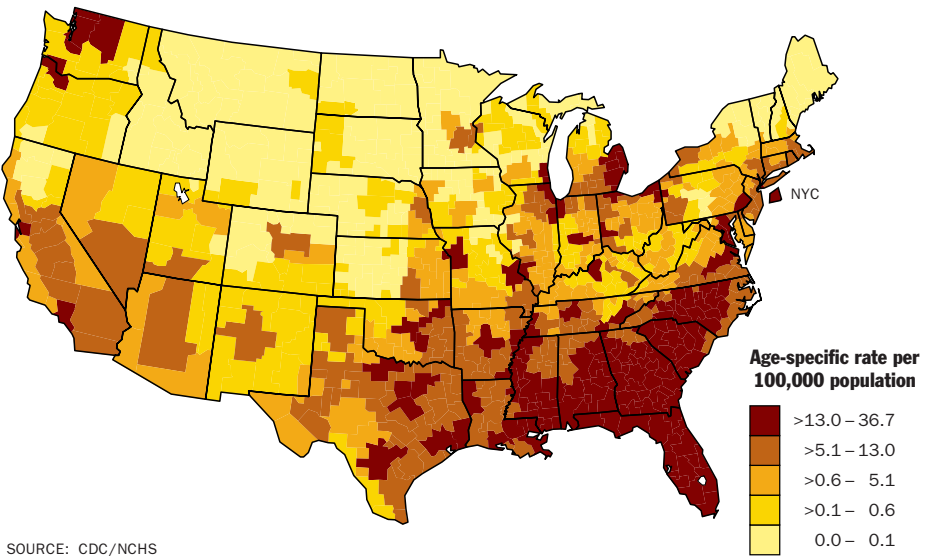 NYC
Age-specific rate per
100,000 population
>13.0 – 36.7
>5.1 – 13.0
>0.6 – 5.1
>0.1 – 0.6
0.0 – 0.1
SOURCE: CDC/NCHS